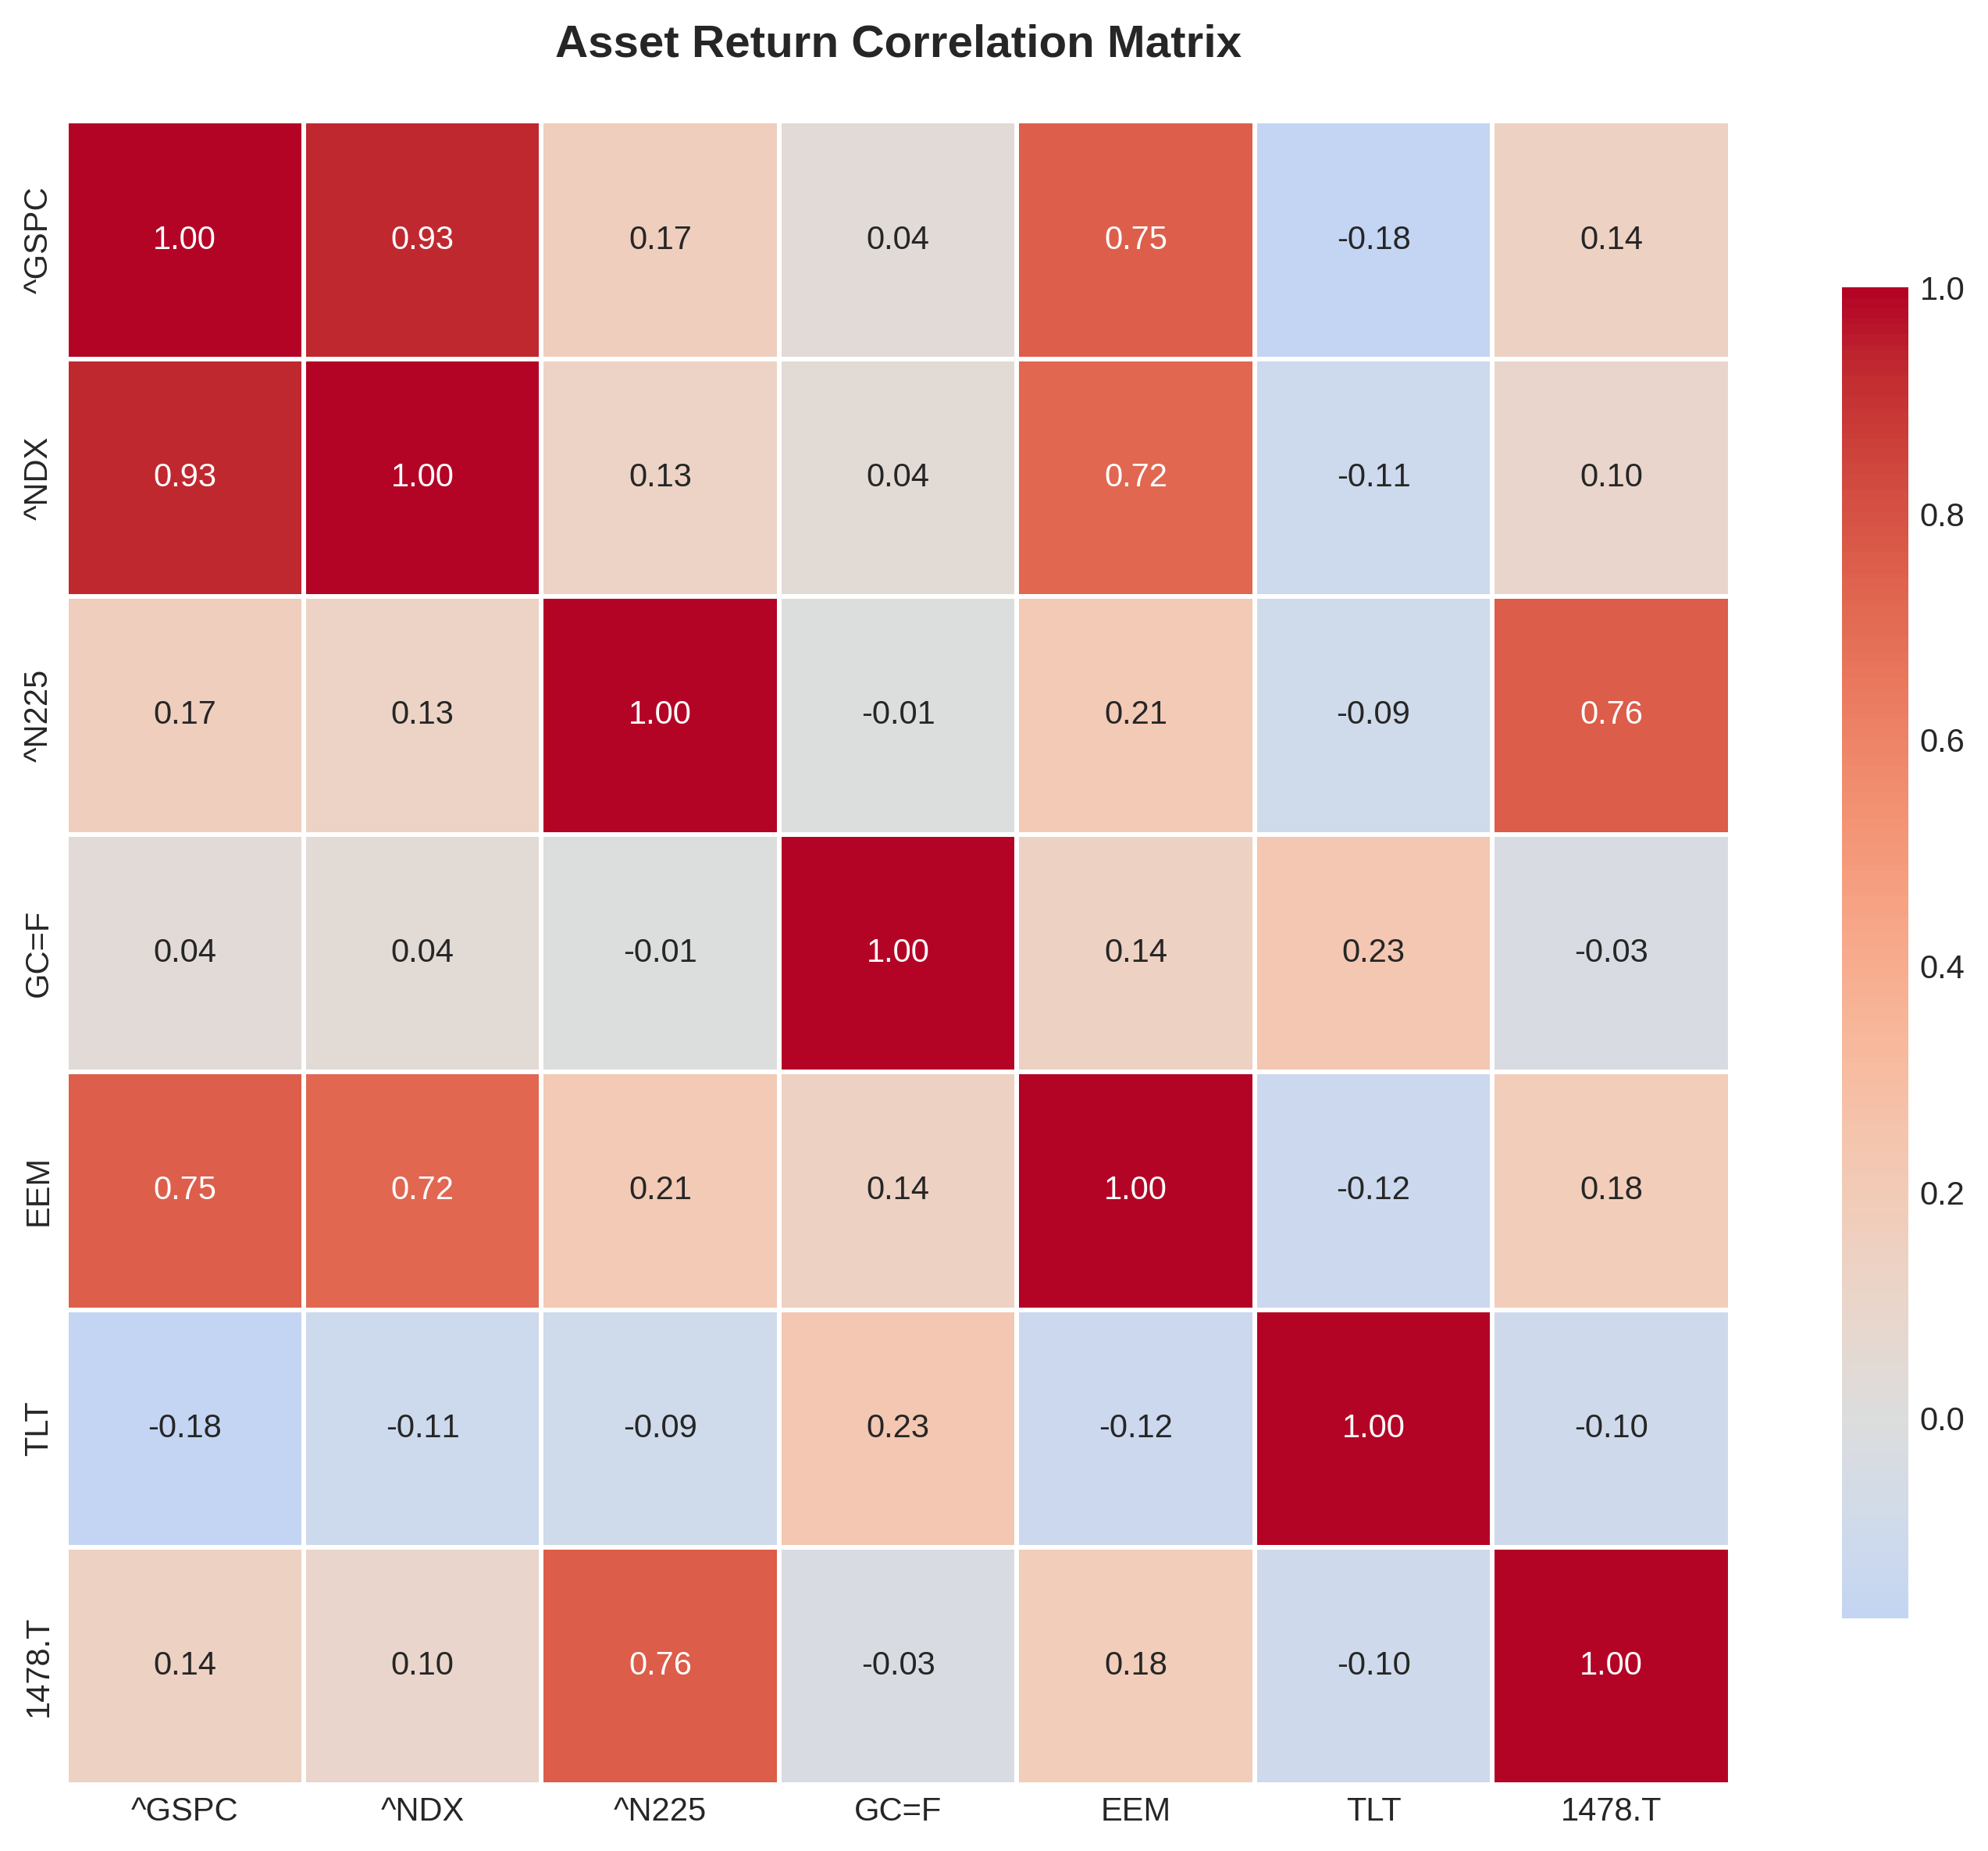 Asset Return Correlation Matrix
^GSPC 1.00 0.93 0.17 0.04 0.75 -0.18 0.14
^NDX 0.93 1.00 0.13 0.04 0.72 -0.11 0.10
^N225 0.17 0.13 1.00 -0.01 0.21 -0.09 0.76
GC=F 0.04 0.04 -0.01 1.00 0.14 0.23 -0.03
EEM 0.75 0.72 0.21 0.14 1.00 -0.12 0.18
TLT -0.18 -0.11 -0.09 0.23 -0.12 1.00 -0.10
1478.T 0.14 0.10 0.76 -0.03 0.18 -0.10 1.00
^GSPC ^NDX ^N225 GC=F EEM TLT 1478.T
1.0
0.8
0.6
0.4
0.2
0.0